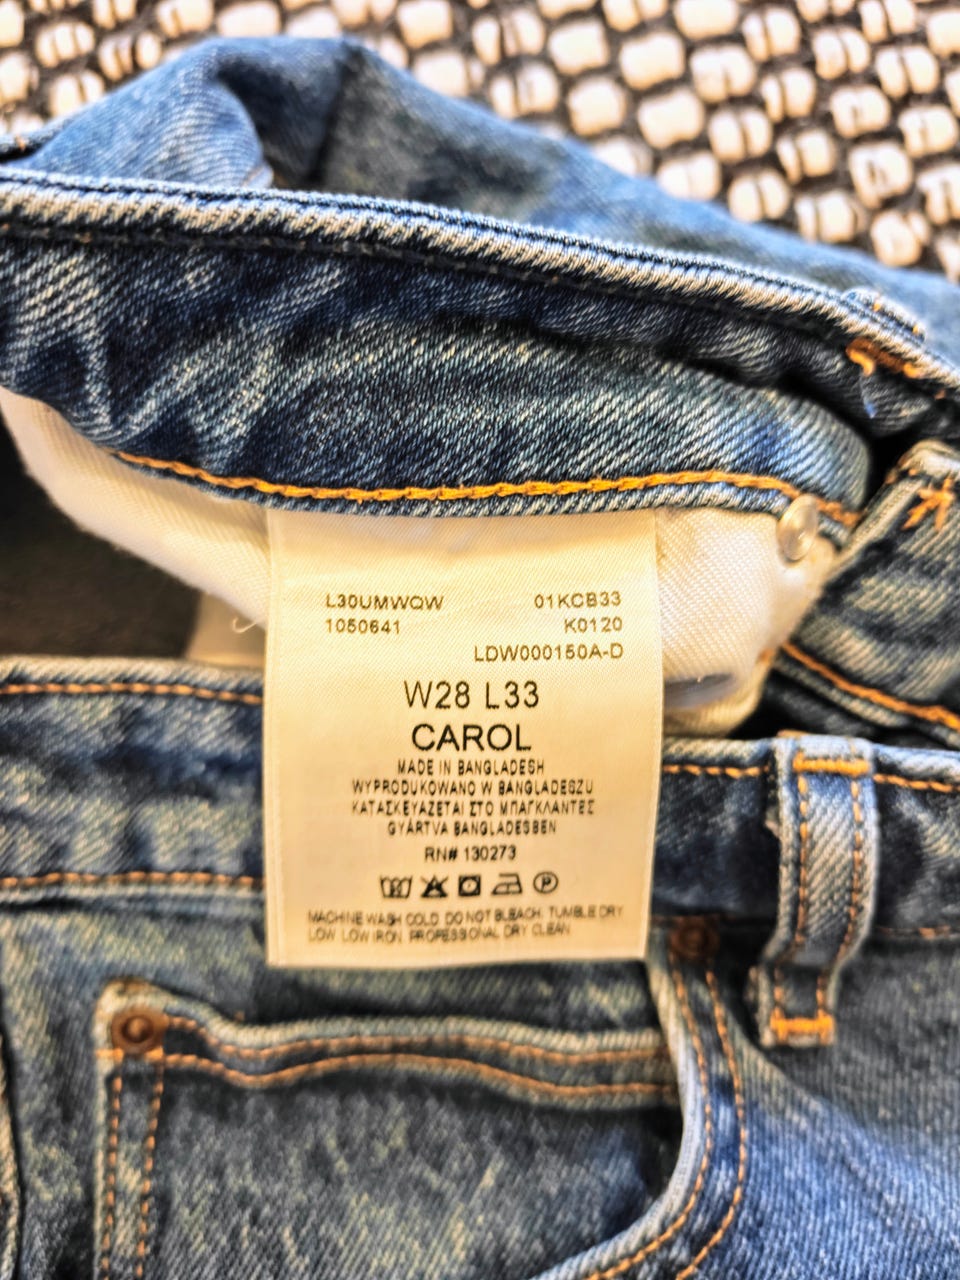 L30UMWQW 01KCB33
1050641 K0120
LDW000150A-D
W28 L33
CAROL
MADE IN BANGLADESH
WYPRODUKOWANO W BANGLADESZU
ΚΑΤΑΣΚΕΥΑΖΕΤΑΙ ΣΤΟ ΜΠΑΓΚΛΑΝΤΕΣ
GYÁRTVA BANGLADESBEN
RN# 130273
MACHINE WASH COLD DO NOT BLEACH TUMBLE DRY
LOW LOW IRON PROFESSIONAL DRY CLEAN